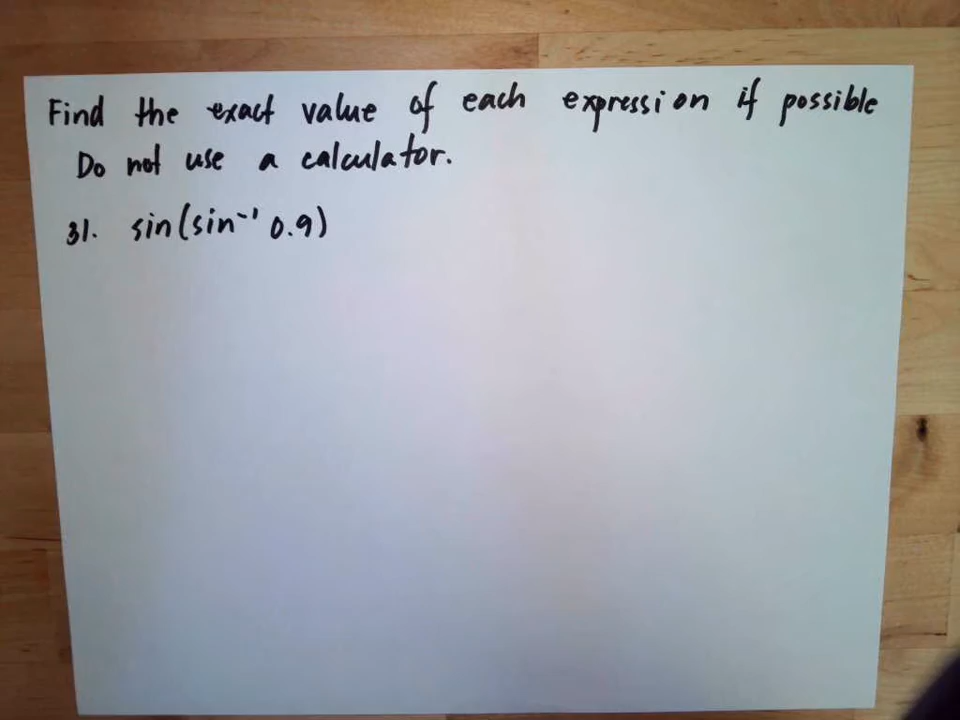 Find the exact value of each expression if possible
Do not use a calculator.
31. sin(sin⁻¹ 0.9)